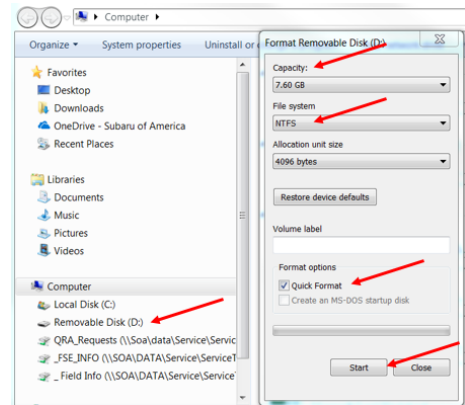 Computer
Organize
System properties
Uninstall or
Favorites
Desktop
Downloads
OneDrive - Subaru of America
Recent Places
Libraries
Documents
Music
Pictures
Videos
Computer
Local Disk (C:)
Removable Disk (D:)
QRA_Requests (\\Soa\data\Service\Servic
_FSE_INFO (\\SOA\DATA\Service\ServiceT
_ Field Info (\\SOA\DATA\Service\Service
Format Removable Disk (D:)
Capacity:
7.60 GB
File system
NTFS
Allocation unit size
4096 bytes
Restore device defaults
Volume label
Format options
Quick Format
Create an MS-DOS startup disk
Start
Close